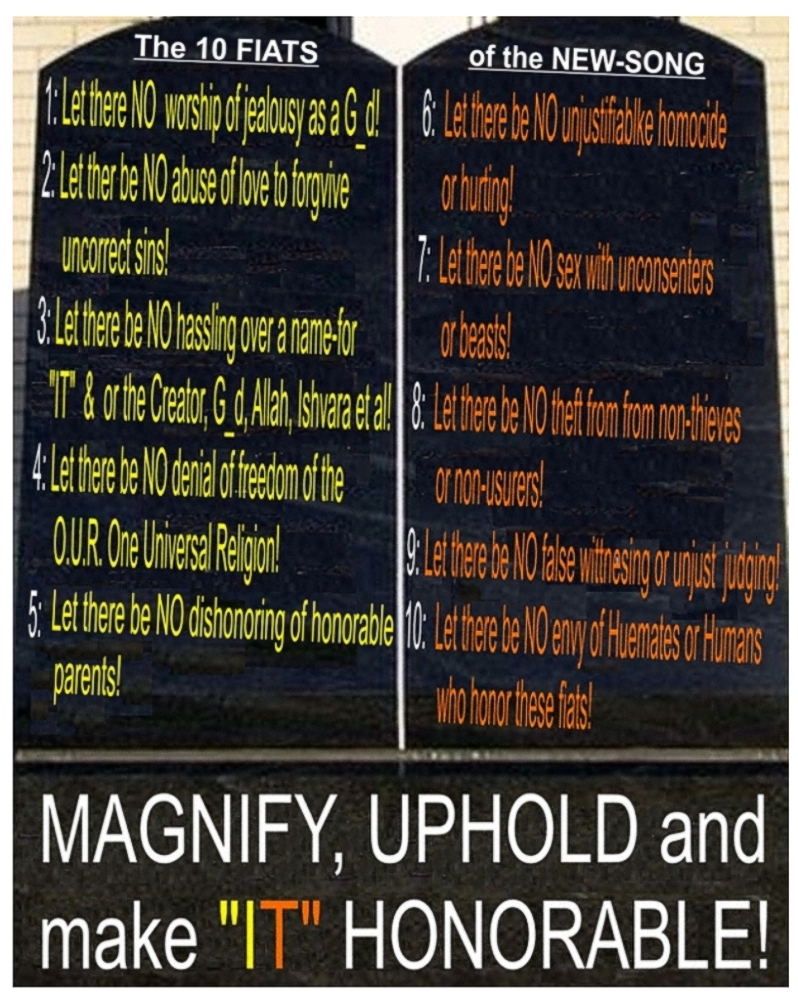 The 10 FIATS
1: Let there NO worship of jealousy as a G_d!
2: Let ther be NO abuse of love to forgvive
uncorrect sins!
3: Let there be NO hassling over a name-for
"IT" & or the Creator, G_d, Allah, Ishvara et al!
4: Let there be NO denial of freedom of the
O.U.R. One Universal Religion!
5: Let there be NO dishonoring of honorable
parents!
of the NEW-SONG
6: Let there be NO unjustifiablke homocide
or hurting!
7: Let there be NO sex with unconsenters
or beasts!
8: Let there be NO theft from from non-thieves
or non-usurers!
9: Let there be NO false wittnesing or unjust judging!
10: Let there be NO envy of Huemates or Humans
who honor these fiats!
MAGNIFY, UPHOLD and
make "IT" HONORABLE!